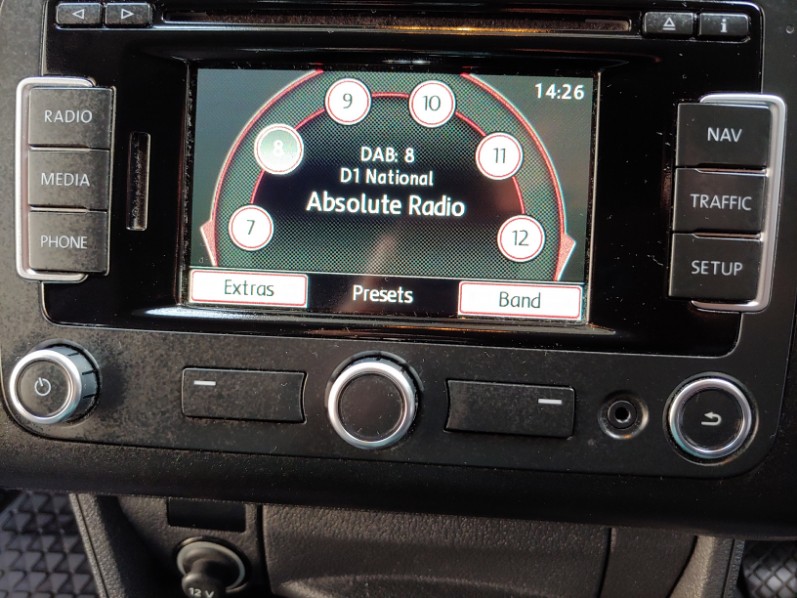 RADIO
MEDIA
PHONE
14:26
7
8
9
10
11
12
DAB: 8
D1 National
Absolute Radio
Extras
Presets
Band
NAV
TRAFFIC
SETUP
12 V